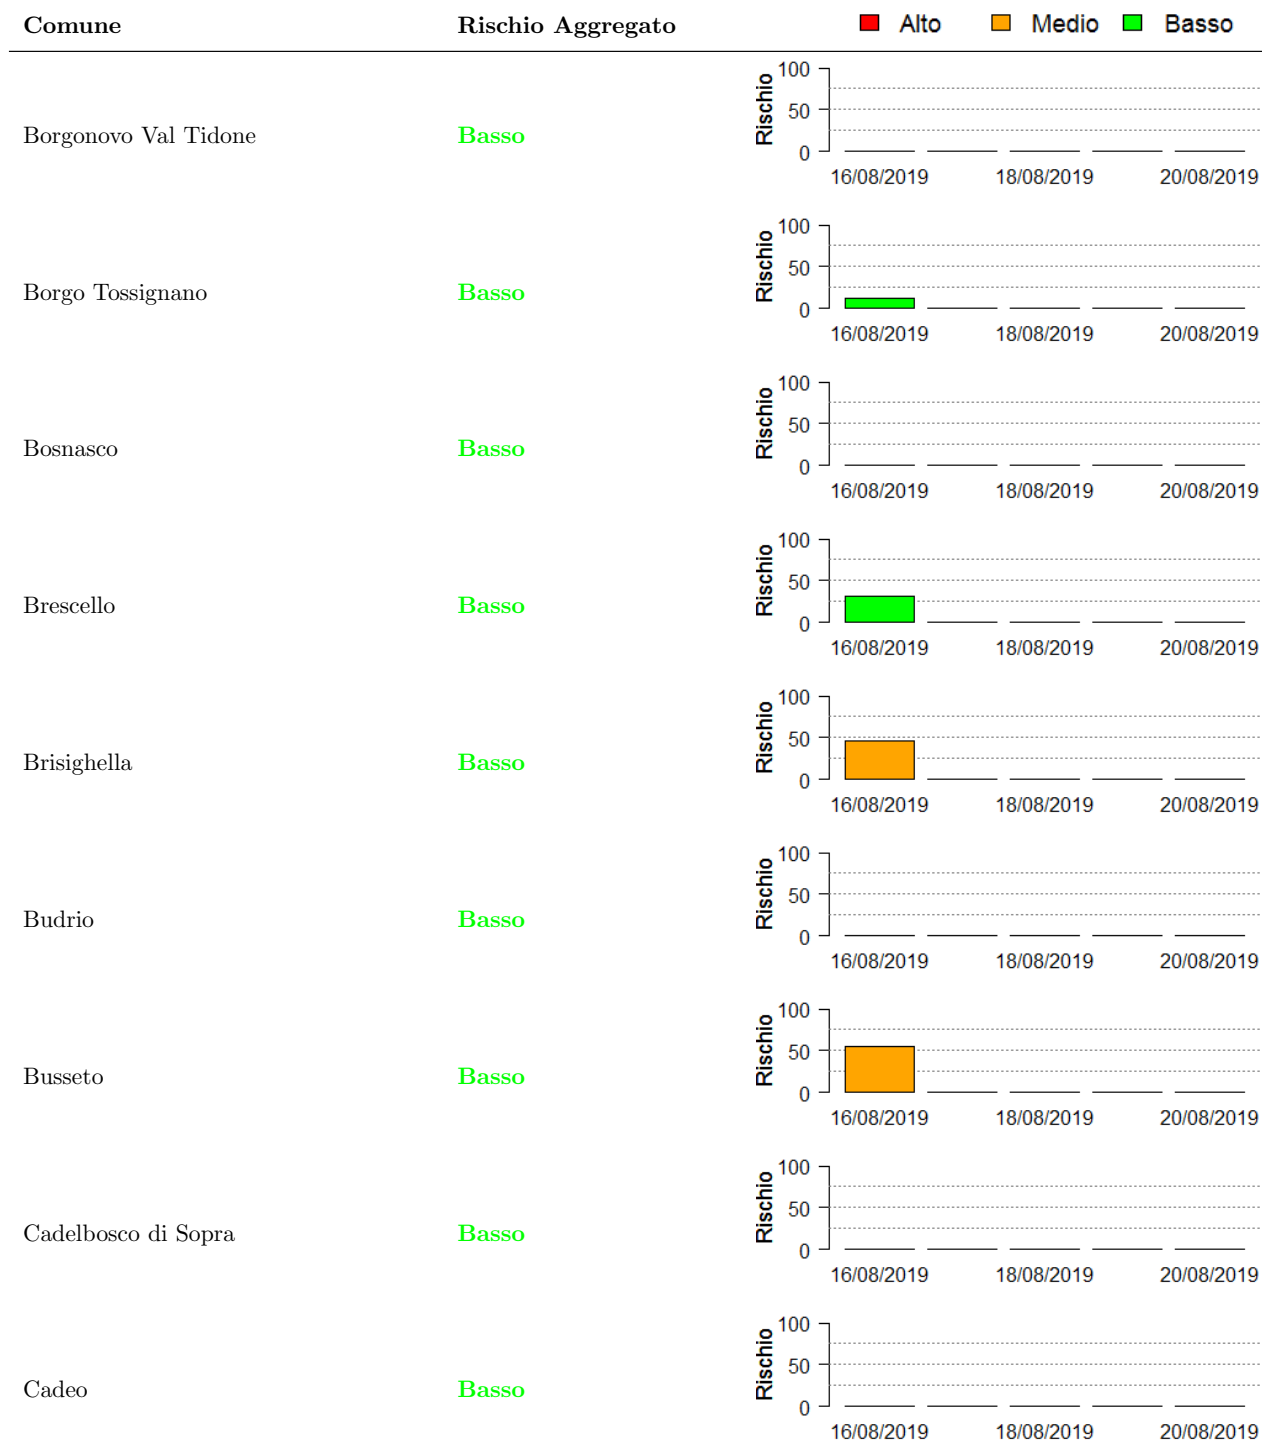 Comune Rischio Aggregato Alto Medio Basso
Borgonovo Val Tidone Basso Rischio 100 50 0
16/08/2019 18/08/2019 20/08/2019
Borgo Tossignano Basso Rischio 100 50 0
16/08/2019 18/08/2019 20/08/2019
Bosnasco Basso Rischio 100 50 0
16/08/2019 18/08/2019 20/08/2019
Brescello Basso Rischio 100 50 0
16/08/2019 18/08/2019 20/08/2019
Brisighella Basso Rischio 100 50 0
16/08/2019 18/08/2019 20/08/2019
Budrio Basso Rischio 100 50 0
16/08/2019 18/08/2019 20/08/2019
Busseto Basso Rischio 100 50 0
16/08/2019 18/08/2019 20/08/2019
Cadelbosco di Sopra Basso Rischio 100 50 0
16/08/2019 18/08/2019 20/08/2019
Cadeo Basso Rischio 100 50 0
16/08/2019 18/08/2019 20/08/2019